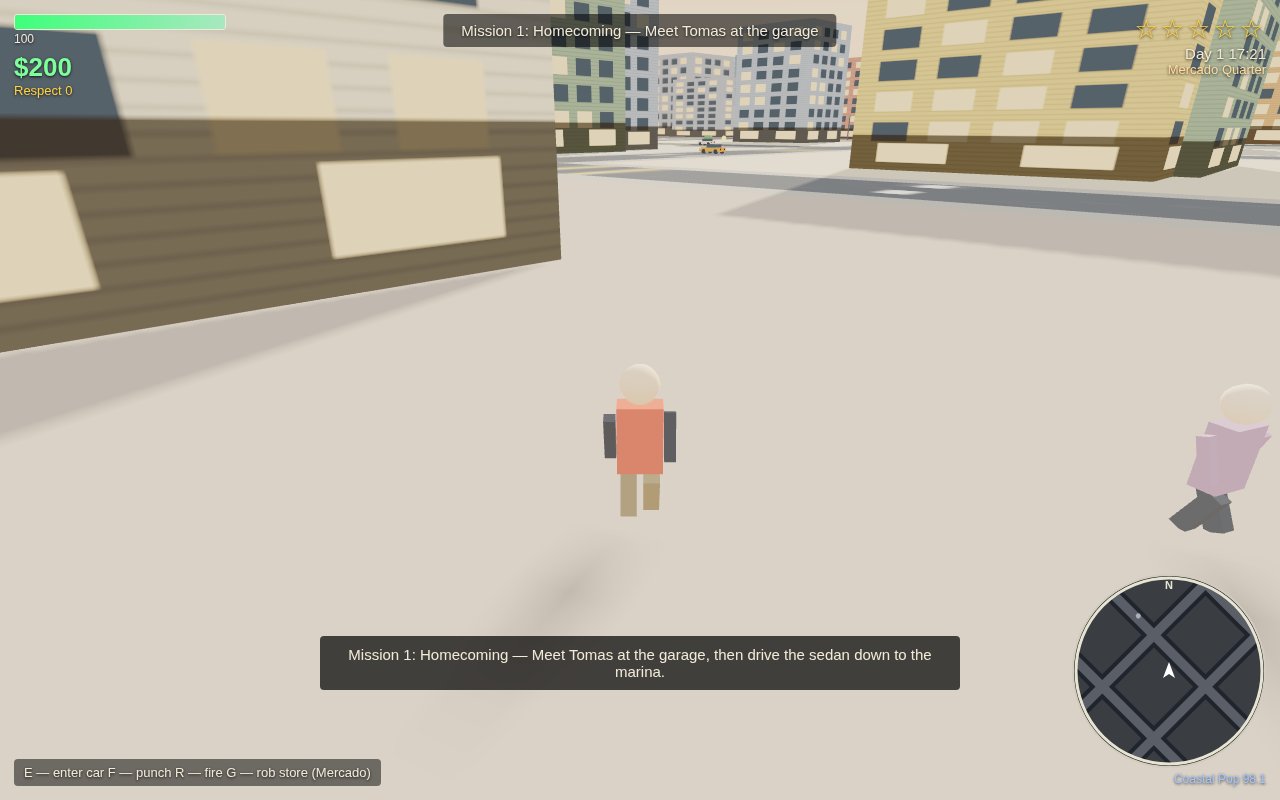 Mission 1: Homecoming — Meet Tomas at the garage
100
$200
Respect 0
Day 1 17:21
Mercado Quarter
Mission 1: Homecoming — Meet Tomas at the garage, then drive the sedan down to the
marina.
N
E — enter car F — punch R — fire G — rob store (Mercado)
Coastal Pop 98.1